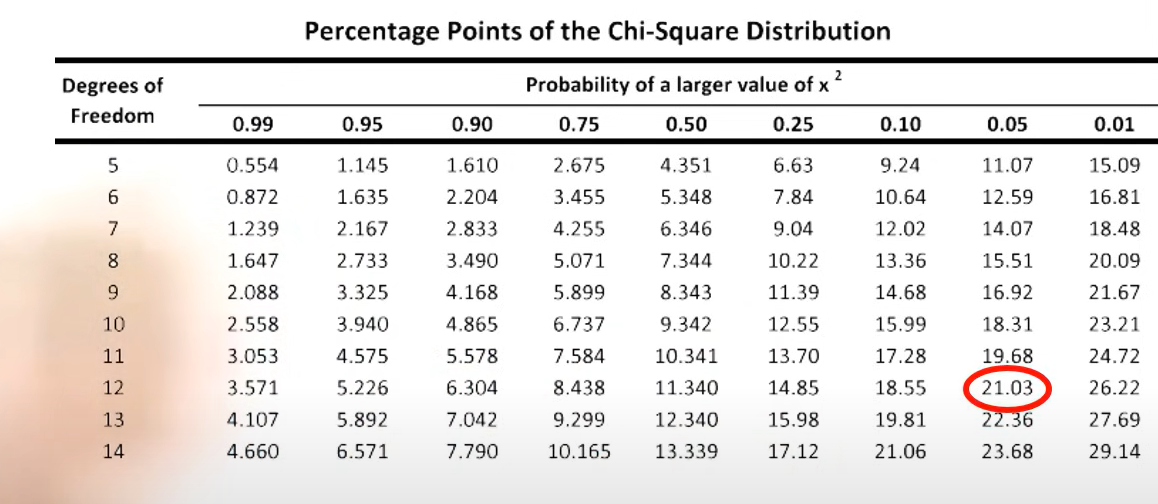 Percentage Points of the Chi-Square Distribution
Degrees of Freedom Probability of a larger value of x 2
0.99 0.95 0.90 0.75 0.50 0.25 0.10 0.05 0.01
5 0.554 1.145 1.610 2.675 4.351 6.63 9.24 11.07 15.09
6 0.872 1.635 2.204 3.455 5.348 7.84 10.64 12.59 16.81
7 1.239 2.167 2.833 4.255 6.346 9.04 12.02 14.07 18.48
8 1.647 2.733 3.490 5.071 7.344 10.22 13.36 15.51 20.09
9 2.088 3.325 4.168 5.899 8.343 11.39 14.68 16.92 21.67
10 2.558 3.940 4.865 6.737 9.342 12.55 15.99 18.31 23.21
11 3.053 4.575 5.578 7.584 10.341 13.70 17.28 19.68 24.72
12 3.571 5.226 6.304 8.438 11.340 14.85 18.55 21.03 26.22
13 4.107 5.892 7.042 9.299 12.340 15.98 19.81 22.36 27.69
14 4.660 6.571 7.790 10.165 13.339 17.12 21.06 23.68 29.14